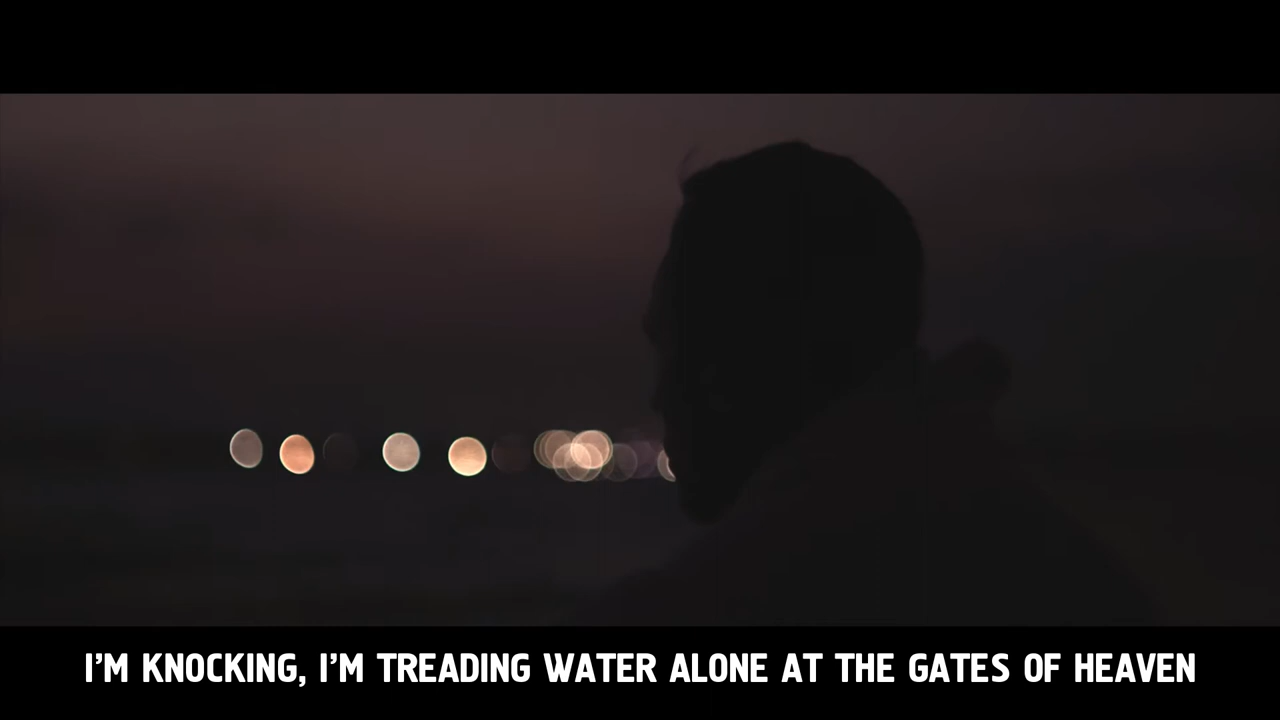 I'M KNOCKING, I'M TREADING WATER ALONE AT THE GATES OF HEAVEN